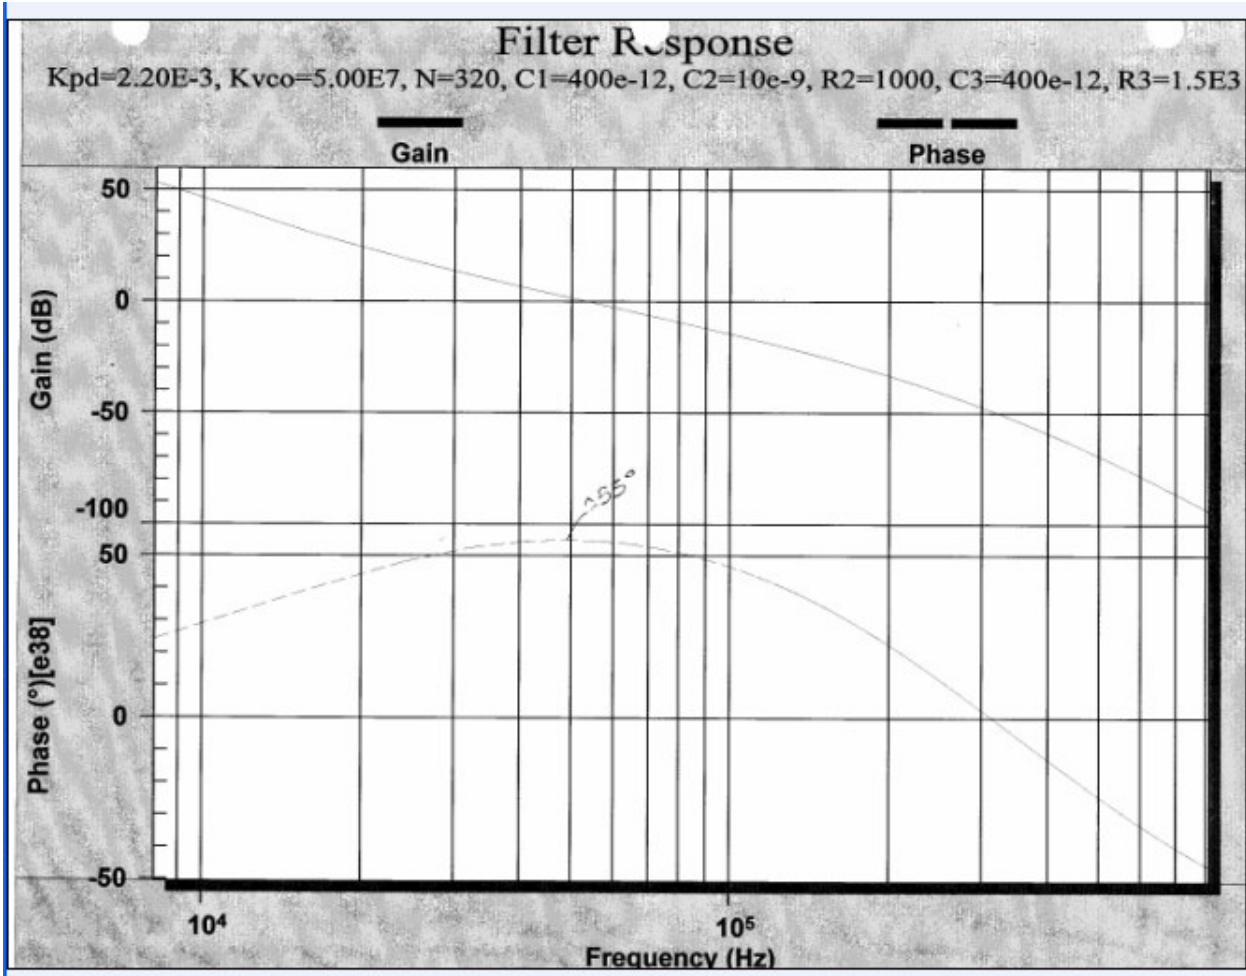 Filter Response
Kpd=2.20E-3, Kvco=5.00E7, N=320, C1=400e-12, C2=10e-9, R2=1000, C3=400e-12, R3=1.5E3
Gain
Phase
50
0
-50
-100
Gain (dB)
~55°
50
0
-50
Phase (°)[e38]
10⁴
10⁵
Frequency (Hz)